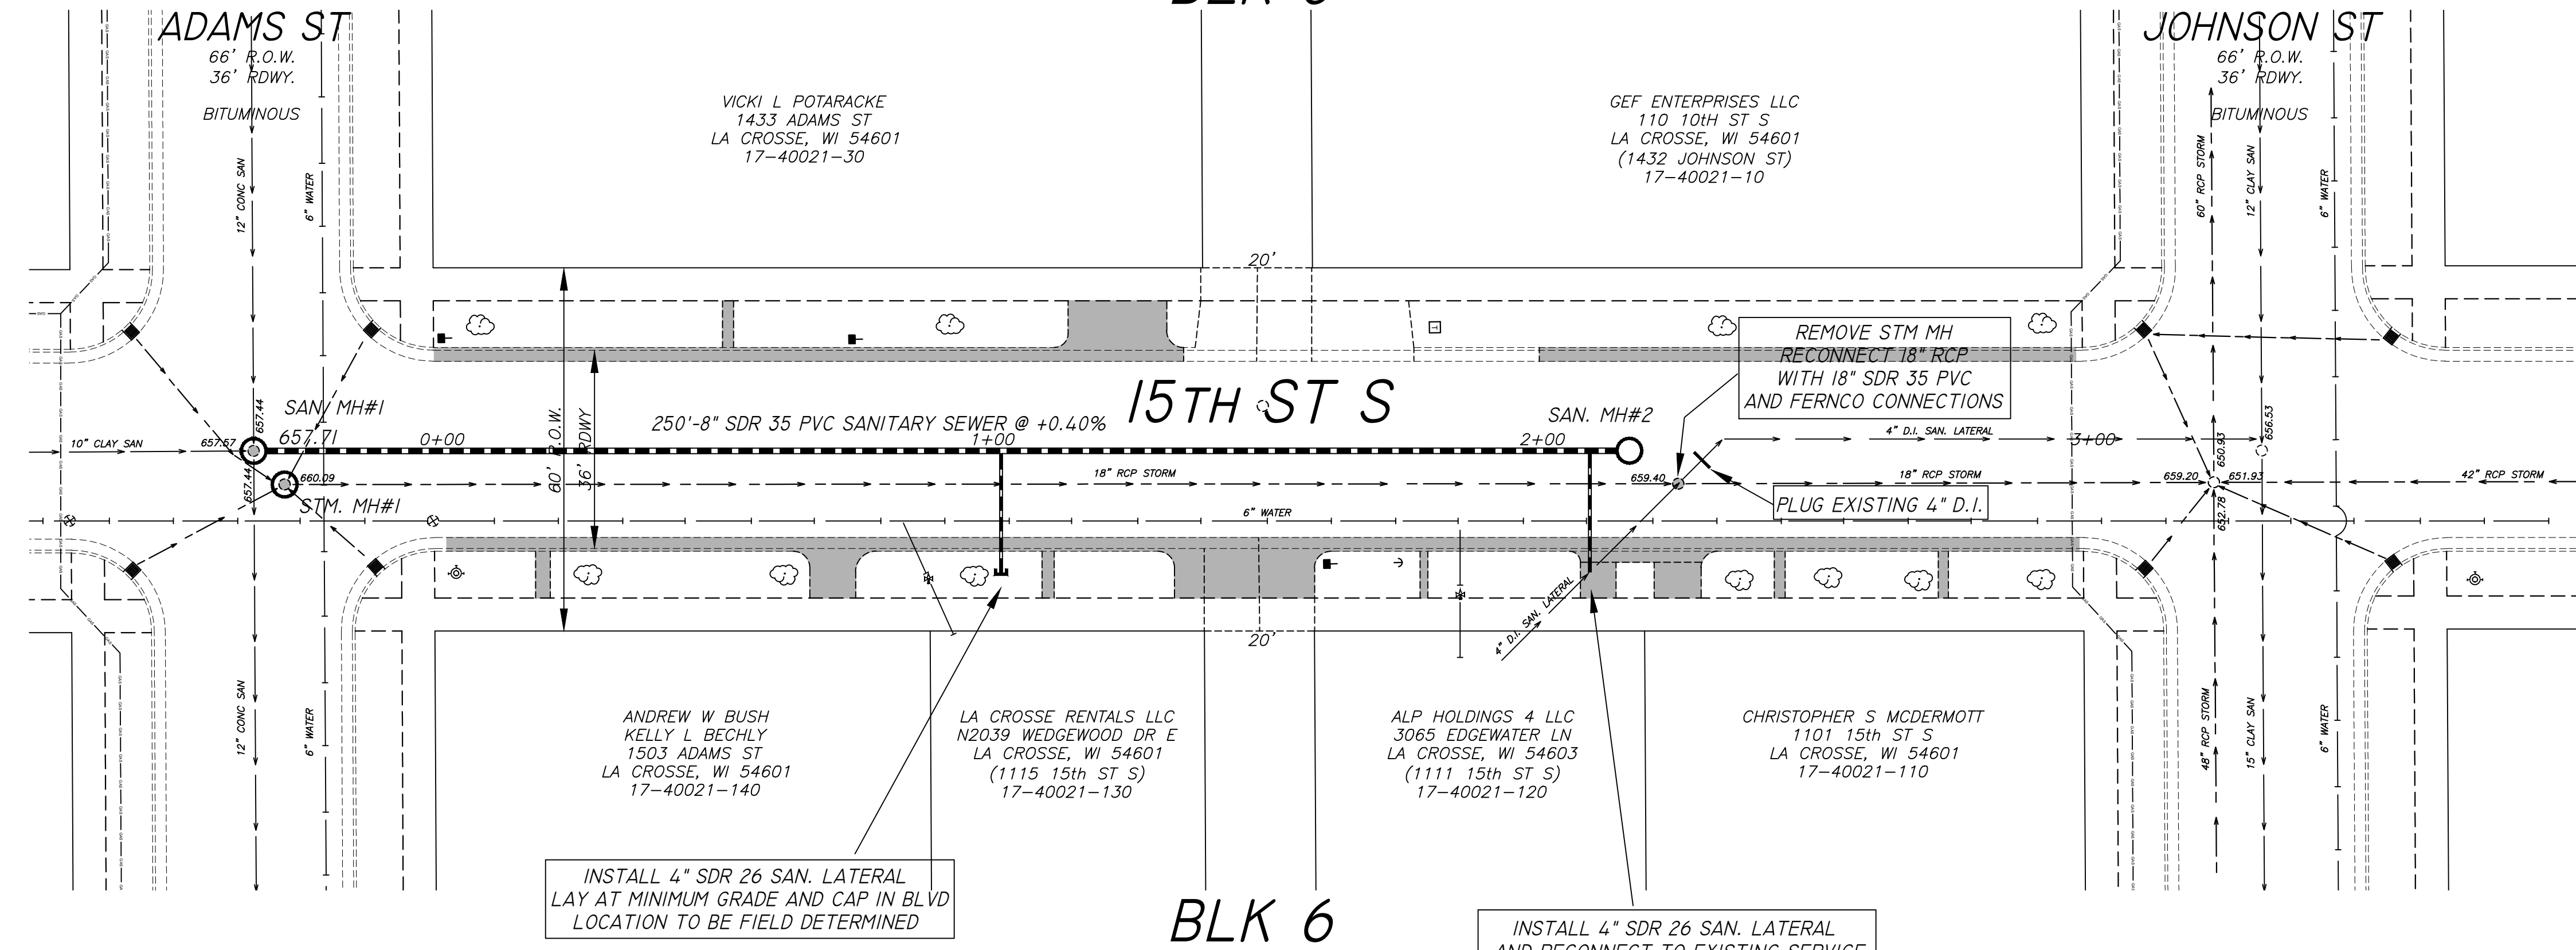 ADAMS ST
66' R.O.W.
36' RDWY.
BITUMINOUS
JOHNSON ST
66' R.O.W.
36' RDWY.
BITUMINOUS
VICKI L POTARACKE
1433 ADAMS ST
LA CROSSE, WI 54601
17-40021-30
GEF ENTERPRISES LLC
110 10tH ST S
LA CROSSE, WI 54601
(1432 JOHNSON ST)
17-40021-10
12" CONC SAN
6" WATER
60" RCP STORM
12" CLAY SAN
6" WATER
20'
REMOVE STM MH
RECONNECT 18" RCP
WITH 18" SDR 35 PVC
AND FERNCO CONNECTIONS
15TH ST S
SAN. MH#1
657.71
657.44
657.57
657.44
10" CLAY SAN
0+00
250'-8" SDR 35 PVC SANITARY SEWER @ +0.40%
1+00
2+00
SAN. MH#2
4" D.I. SAN. LATERAL
3+00
656.53
650.93
660.09
STM. MH#1
60' R.O.W.
36' RDWY
18" RCP STORM
659.40
18" RCP STORM
659.20
651.93
652.78
42" RCP STORM
PLUG EXISTING 4" D.I.
6" WATER
4" D.I. SAN. LATERAL
20'
12" CONC SAN
6" WATER
48" RCP STORM
15" CLAY SAN
6" WATER
ANDREW W BUSH
KELLY L BECHLY
1503 ADAMS ST
LA CROSSE, WI 54601
17-40021-140
LA CROSSE RENTALS LLC
N2039 WEDGEWOOD DR E
LA CROSSE, WI 54601
(1115 15th ST S)
17-40021-130
ALP HOLDINGS 4 LLC
3065 EDGEWATER LN
LA CROSSE, WI 54603
(1111 15th ST S)
17-40021-120
CHRISTOPHER S MCDERMOTT
1101 15th ST S
LA CROSSE, WI 54601
17-40021-110
INSTALL 4" SDR 26 SAN. LATERAL
LAY AT MINIMUM GRADE AND CAP IN BLVD
LOCATION TO BE FIELD DETERMINED
BLK 6
INSTALL 4" SDR 26 SAN. LATERAL
AND RECONNECT TO EXISTING SERVICE